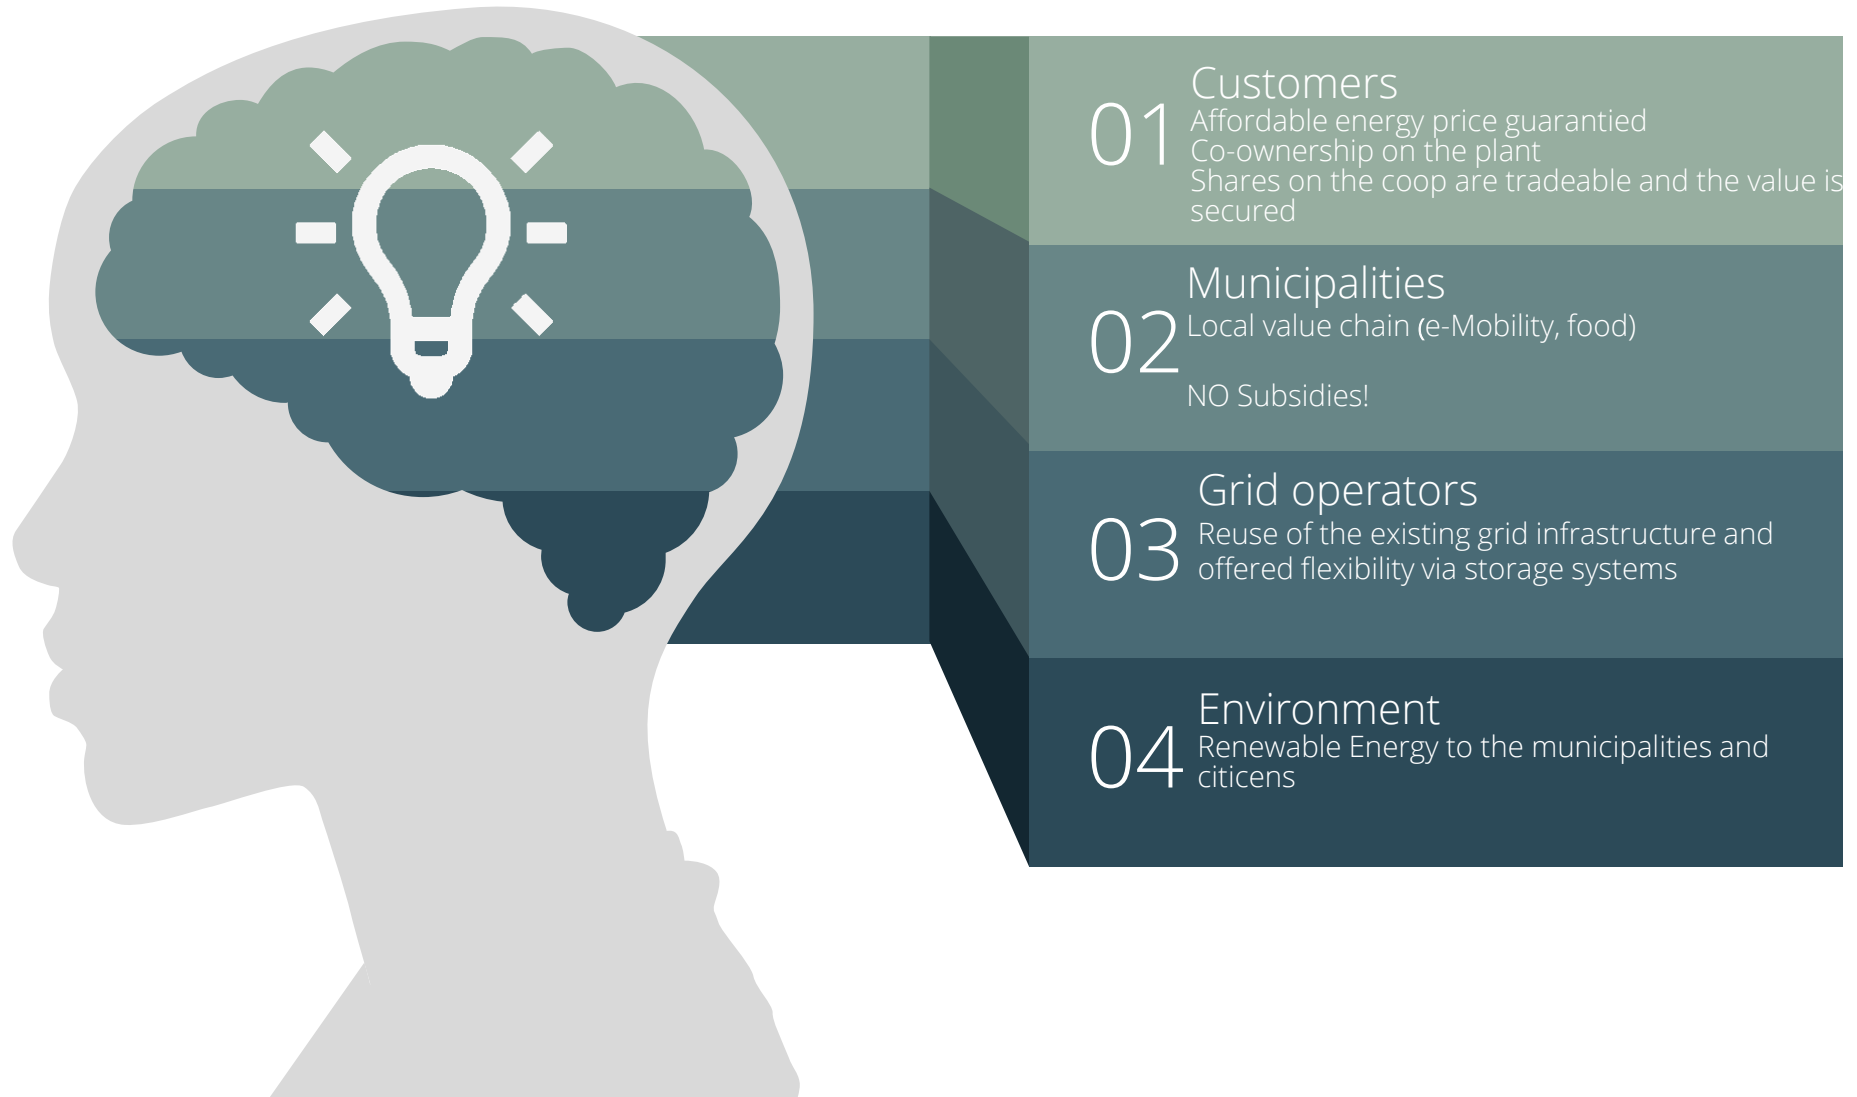 01
Customers
Affordable energy price guarantied
Co-ownership on the plant
Shares on the coop are tradeable and the value is
secured
02
Municipalities
Local value chain (e-Mobility, food)
NO Subsidies!
03
Grid operators
Reuse of the existing grid infrastructure and
offered flexibility via storage systems
04
Environment
Renewable Energy to the municipalities and
citicens